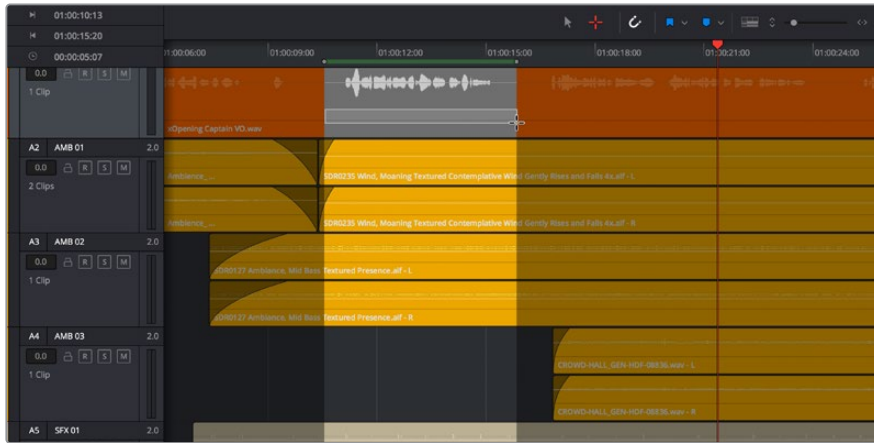 01:00:10:13
01:00:15:20
00:00:05:07
01:00:06:00 01:00:09:00 01:00:12:00 01:00:15:00 01:00:18:00 01:00:21:00 01:00:24:00
0.0 R S M
1 Clip
xOpening Captain VO.wav
A2 AMB 01 2.0
0.0 R S M
2 Clips
Ambiance_ ... SDR0235 Wind, Moaning Textured Contemplative Wind Gently Rises and Falls 4x.aif - L
Ambiance_ ... SDR0235 Wind, Moaning Textured Contemplative Wind Gently Rises and Falls 4x.aif - R
A3 AMB 02 2.0
0.0 R S M
1 Clip
SDR0127 Ambiance, Mid Bass Textured Presence.aif - L
SDR0127 Ambiance, Mid Bass Textured Presence.aif - R
A4 AMB 03 2.0
0.0 R S M
1 Clip
CROWD-HALL_GEN-HDF-08836.wav - L
CROWD-HALL_GEN-HDF-08836.wav - R
A5 SFX 01 2.0